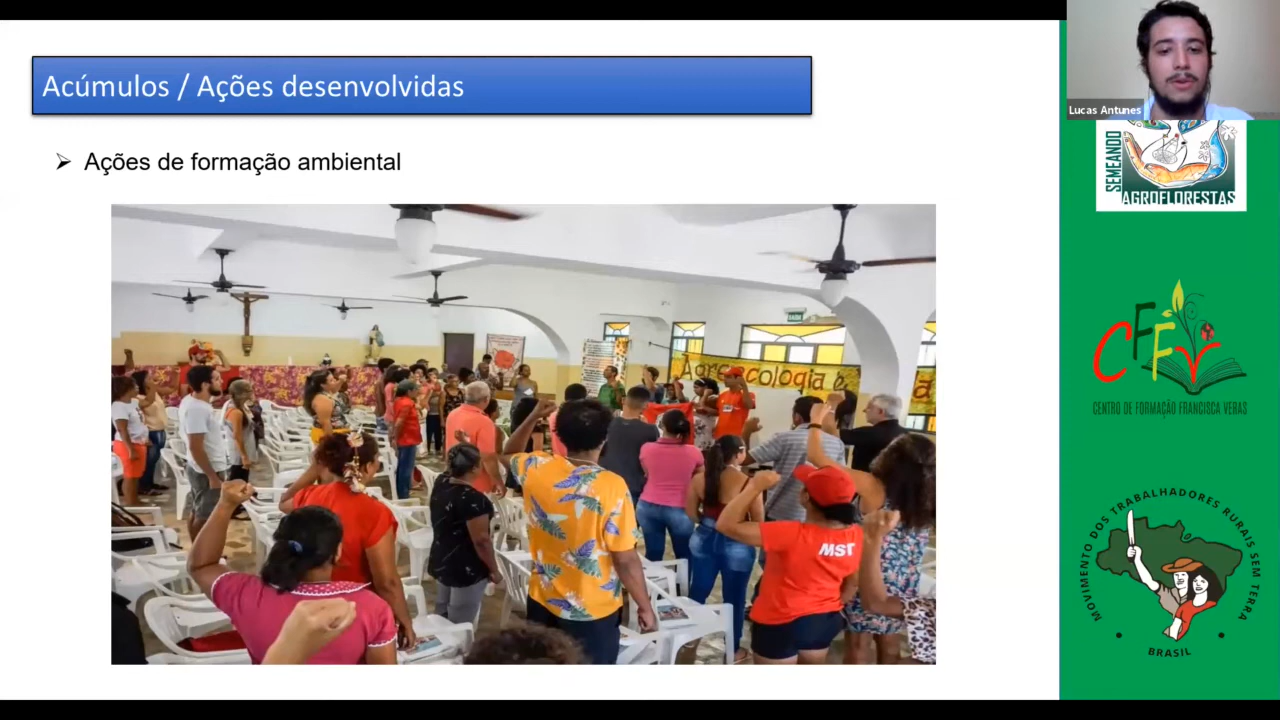 Acúmulos / Ações desenvolvidas
Ações de formação ambiental
Agroecologia é
MST
Lucas Antunes
SEMEANDO
AGROFLORESTAS
CFFV
CENTRO DE FORMAÇÃO FRANCISCA VERAS
MOVIMENTO DOS TRABALHADORES RURAIS SEM TERRA
BRASIL